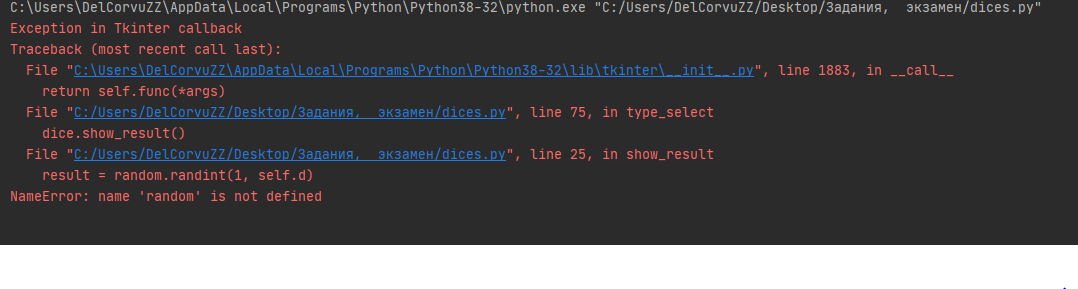 C:\Users\DelCorvuZZ\AppData\Local\Programs\Python\Python38-32\python.exe "C:/Users/DelCorvuZZ/Desktop/Задания,  экзамен/dices.py"
Exception in Tkinter callback
Traceback (most recent call last):
  File "C:\Users\DelCorvuZZ\AppData\Local\Programs\Python\Python38-32\lib\tkinter\__init__.py", line 1883, in __call__
    return self.func(*args)
  File "C:/Users/DelCorvuZZ/Desktop/Задания,  экзамен/dices.py", line 75, in type_select
    dice.show_result()
  File "C:/Users/DelCorvuZZ/Desktop/Задания,  экзамен/dices.py", line 25, in show_result
    result = random.randint(1, self.d)
NameError: name 'random' is not defined